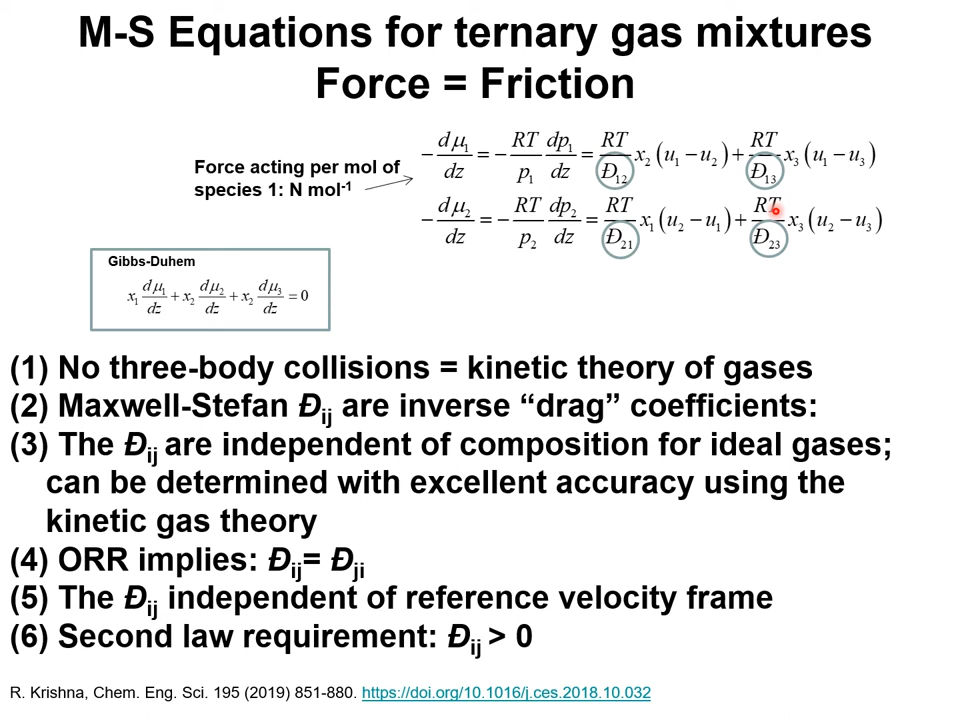 M-S Equations for ternary gas mixtures
Force = Friction
Force acting per mol of
species 1: N mol⁻¹
−dμ₁/dz = −RT/p₁ dp₁/dz = RT/Đ₁₂ x₂(u₁ − u₂) + RT/Đ₁₃ x₃(u₁ − u₃)
−dμ₂/dz = −RT/p₂ dp₂/dz = RT/Đ₂₁ x₁(u₂ − u₁) + RT/Đ₂₃ x₃(u₂ − u₃)
Gibbs-Duhem
x₁ dμ₁/dz + x₂ dμ₂/dz + x₂ dμ₃/dz = 0
(1) No three-body collisions = kinetic theory of gases
(2) Maxwell-Stefan Đij are inverse “drag” coefficients:
(3) The Đij are independent of composition for ideal gases;
can be determined with excellent accuracy using the
kinetic gas theory
(4) ORR implies: Đij= Đji
(5) The Đij independent of reference velocity frame
(6) Second law requirement: Đij > 0
R. Krishna, Chem. Eng. Sci. 195 (2019) 851-880. https://doi.org/10.1016/j.ces.2018.10.032